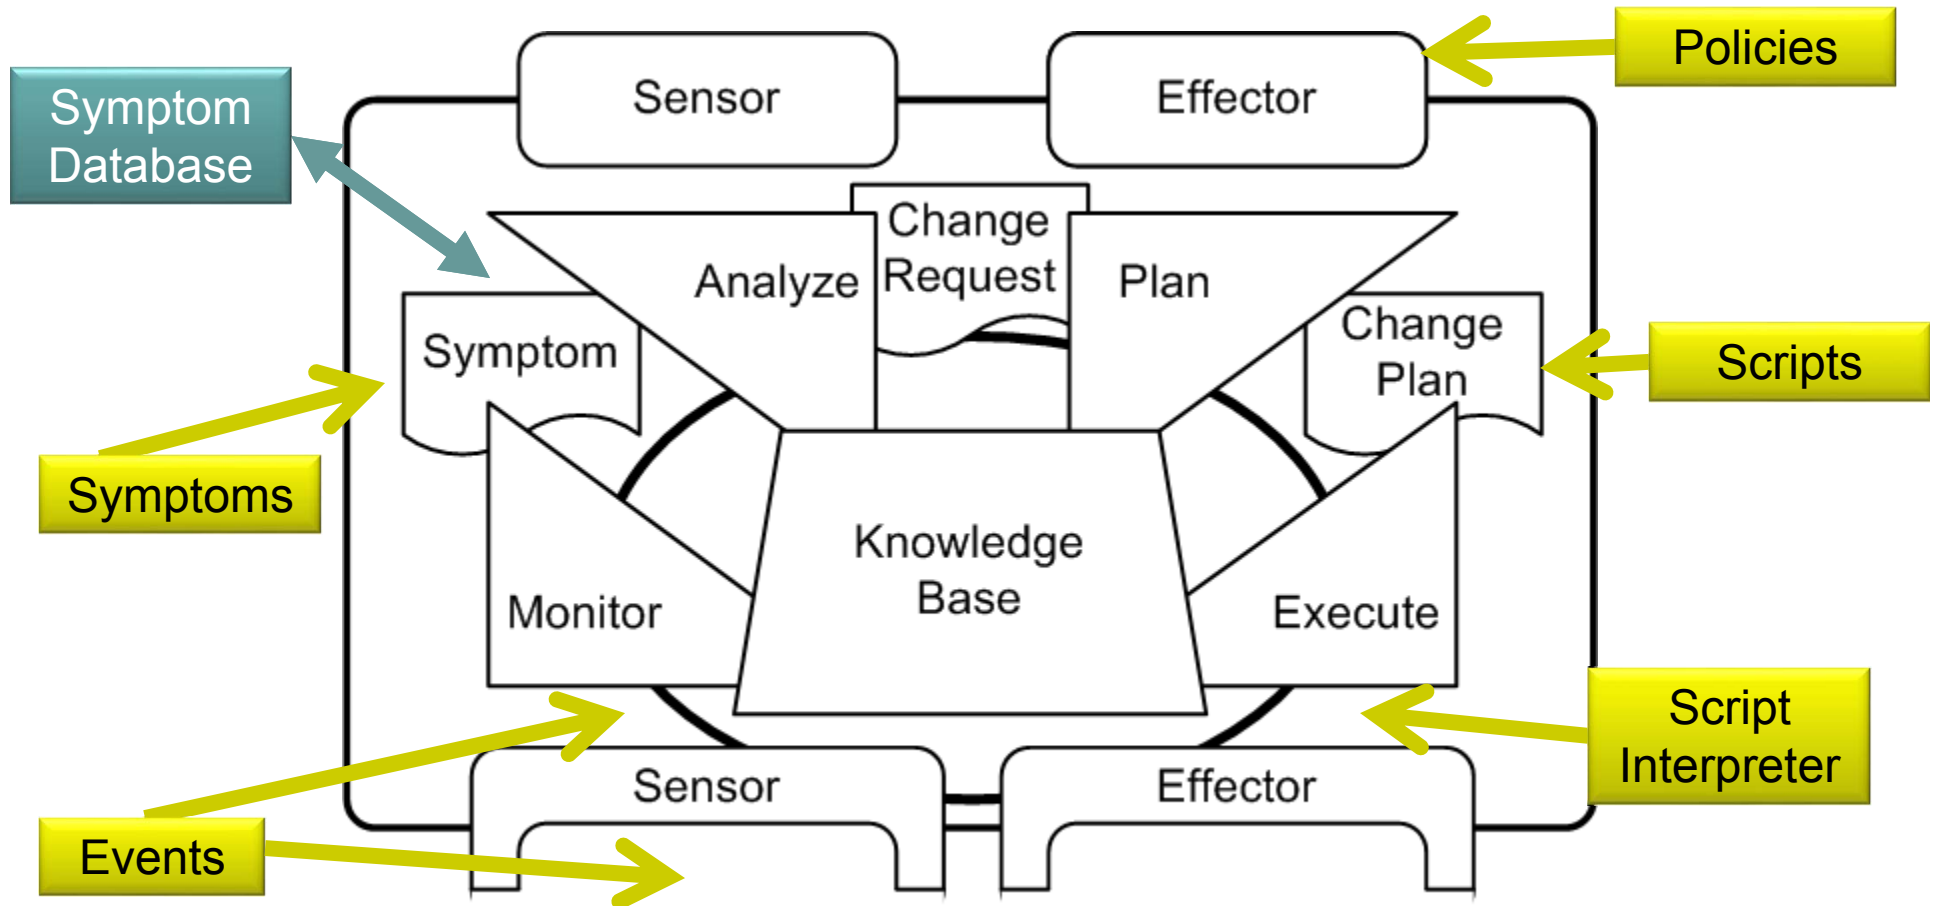 Policies
Sensor
Effector
Symptom
Database
Change
Request
Analyze
Plan
Symptom
Change
Plan
Scripts
Symptoms
Knowledge
Base
Monitor
Execute
Script
Interpreter
Sensor
Effector
Events